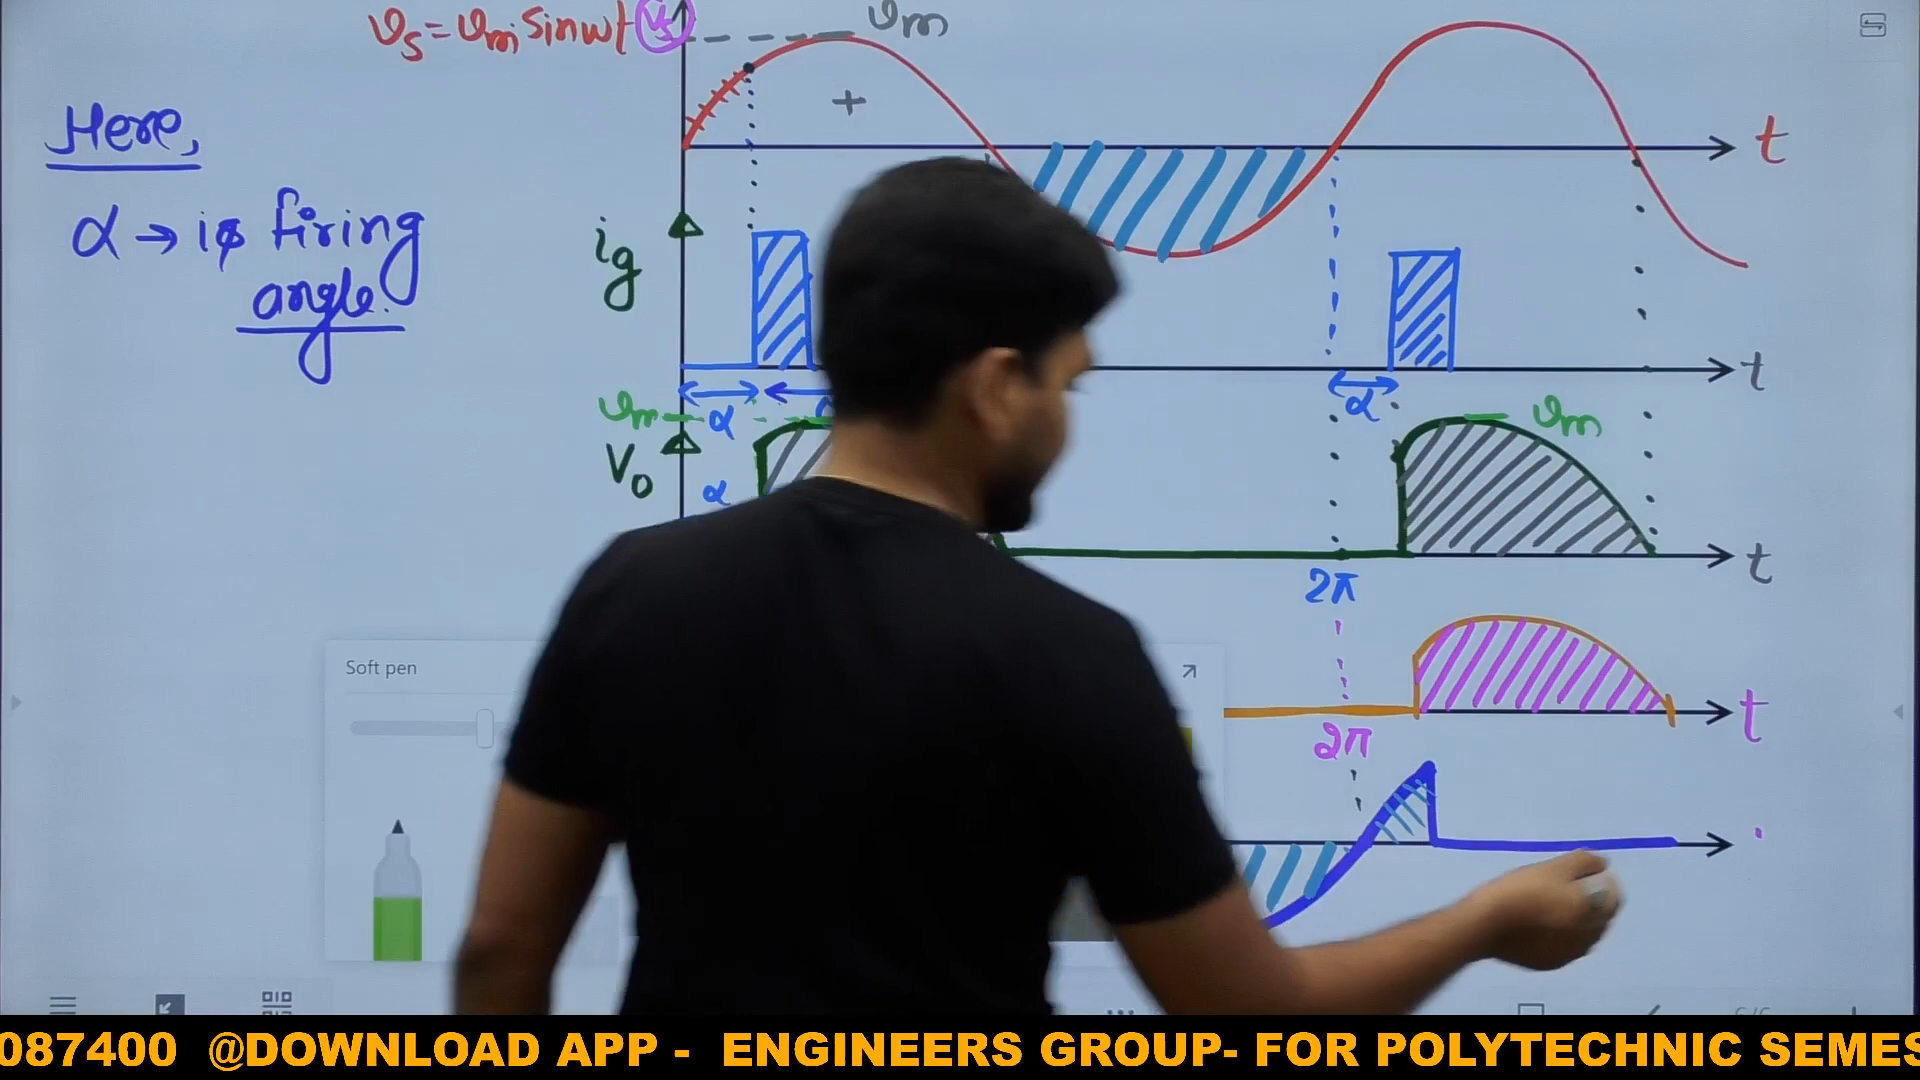 vs = vm sinωt Vs vm
+
t
Here,
α → is firing
angle.
ig
t
α
α
vm
vm
Vo
α
t
2π
t
2π
Soft pen
087400 @DOWNLOAD APP - ENGINEERS GROUP- FOR POLYTECHNIC SEMES